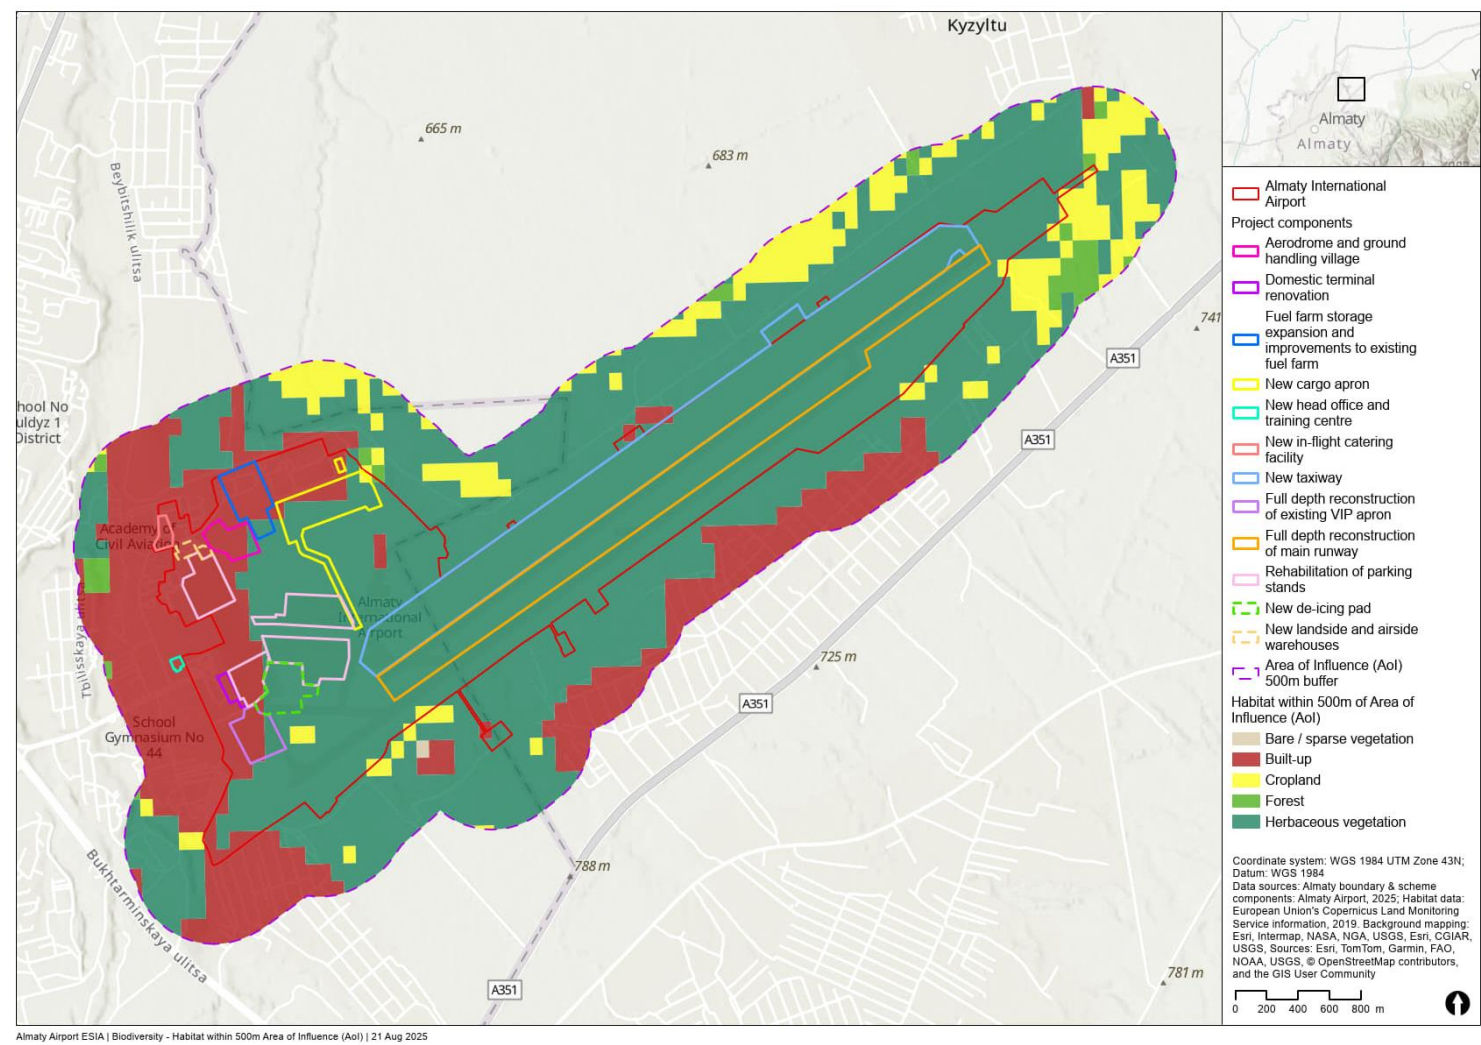 Kyzyltu
665 m
683 m
Beybitshilik ulitsa
741
A351
hool No
uldyz 1
District
A351
Academy of
Civil Aviation
Almaty
International
Airport
Tbilisskaya ulitsa
725 m
A351
School
Gymnasium No
44
788 m
Bukhtarminskaya ulitsa
781 m
A351
Y
Almaty
Almaty
Almaty International
Airport
Project components
Aerodrome and ground
handling village
Domestic terminal
renovation
Fuel farm storage
expansion and
improvements to existing
fuel farm
New cargo apron
New head office and
training centre
New in-flight catering
facility
New taxiway
Full depth reconstruction
of existing VIP apron
Full depth reconstruction
of main runway
Rehabilitation of parking
stands
New de-icing pad
New landside and airside
warehouses
Area of Influence (AoI)
500m buffer
Habitat within 500m of Area of
Influence (AoI)
Bare / sparse vegetation
Built-up
Cropland
Forest
Herbaceous vegetation
Coordinate system: WGS 1984 UTM Zone 43N;
Datum: WGS 1984
Data sources: Almaty boundary & scheme
components: Almaty Airport, 2025; Habitat data:
European Union's Copernicus Land Monitoring
Service information, 2019. Background mapping:
Esri, Intermap, NASA, NGA, USGS, Esri, CGIAR,
USGS, Sources: Esri, TomTom, Garmin, FAO,
NOAA, USGS, © OpenStreetMap contributors,
and the GIS User Community
0 200 400 600 800 m
Almaty Airport ESIA | Biodiversity - Habitat within 500m Area of Influence (AoI) | 21 Aug 2025